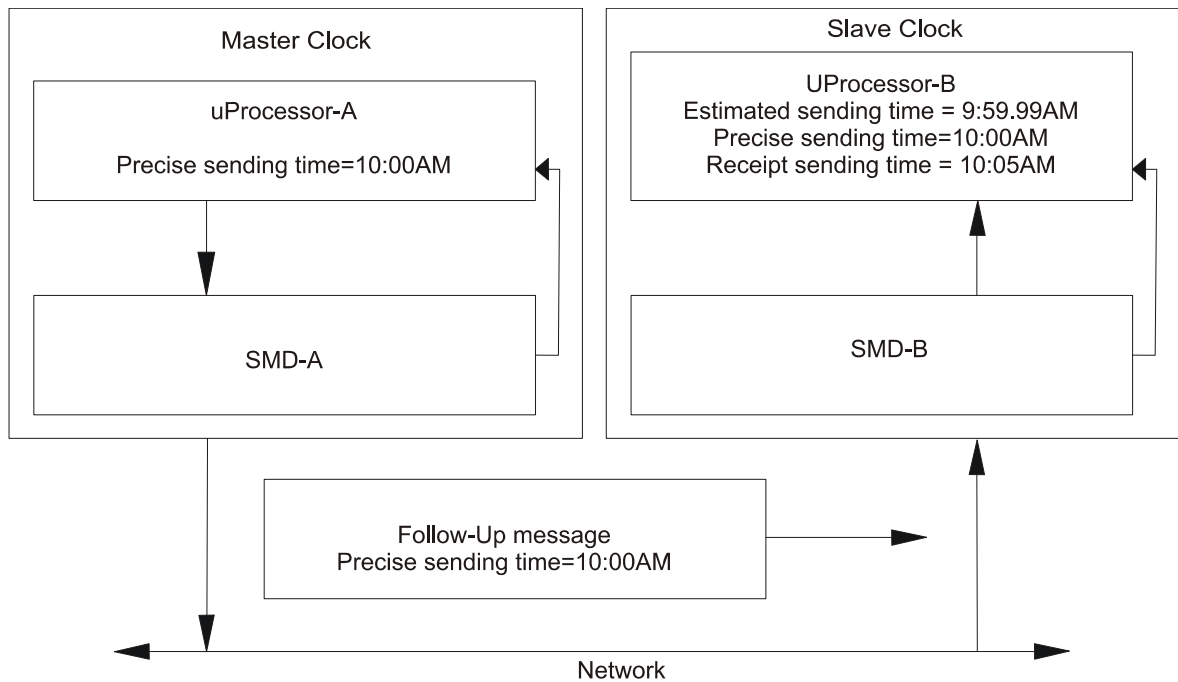 Master Clock
uProcessor-A
Precise sending time=10:00AM
SMD-A
Slave Clock
UProcessor-B
Estimated sending time = 9:59.99AM
Precise sending time=10:00AM
Receipt sending time = 10:05AM
SMD-B
Follow-Up message
Precise sending time=10:00AM
Network